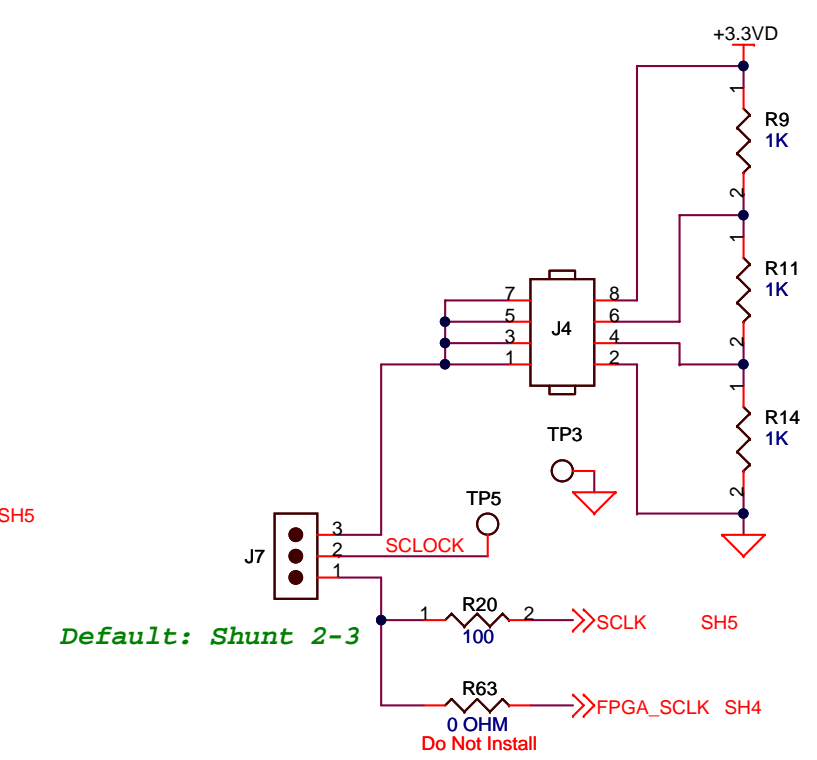 +3.3VD
1
R9
1K
2
1
R11
1K
2
7 8
5 J4 6
3 4
1 2
1
R14
1K
2
TP3
TP5
SH5
J7
3
2 SCLOCK
1
Default: Shunt 2-3
1 R20 2
100
SCLK SH5
R63
0 OHM
Do Not Install
FPGA_SCLK SH4